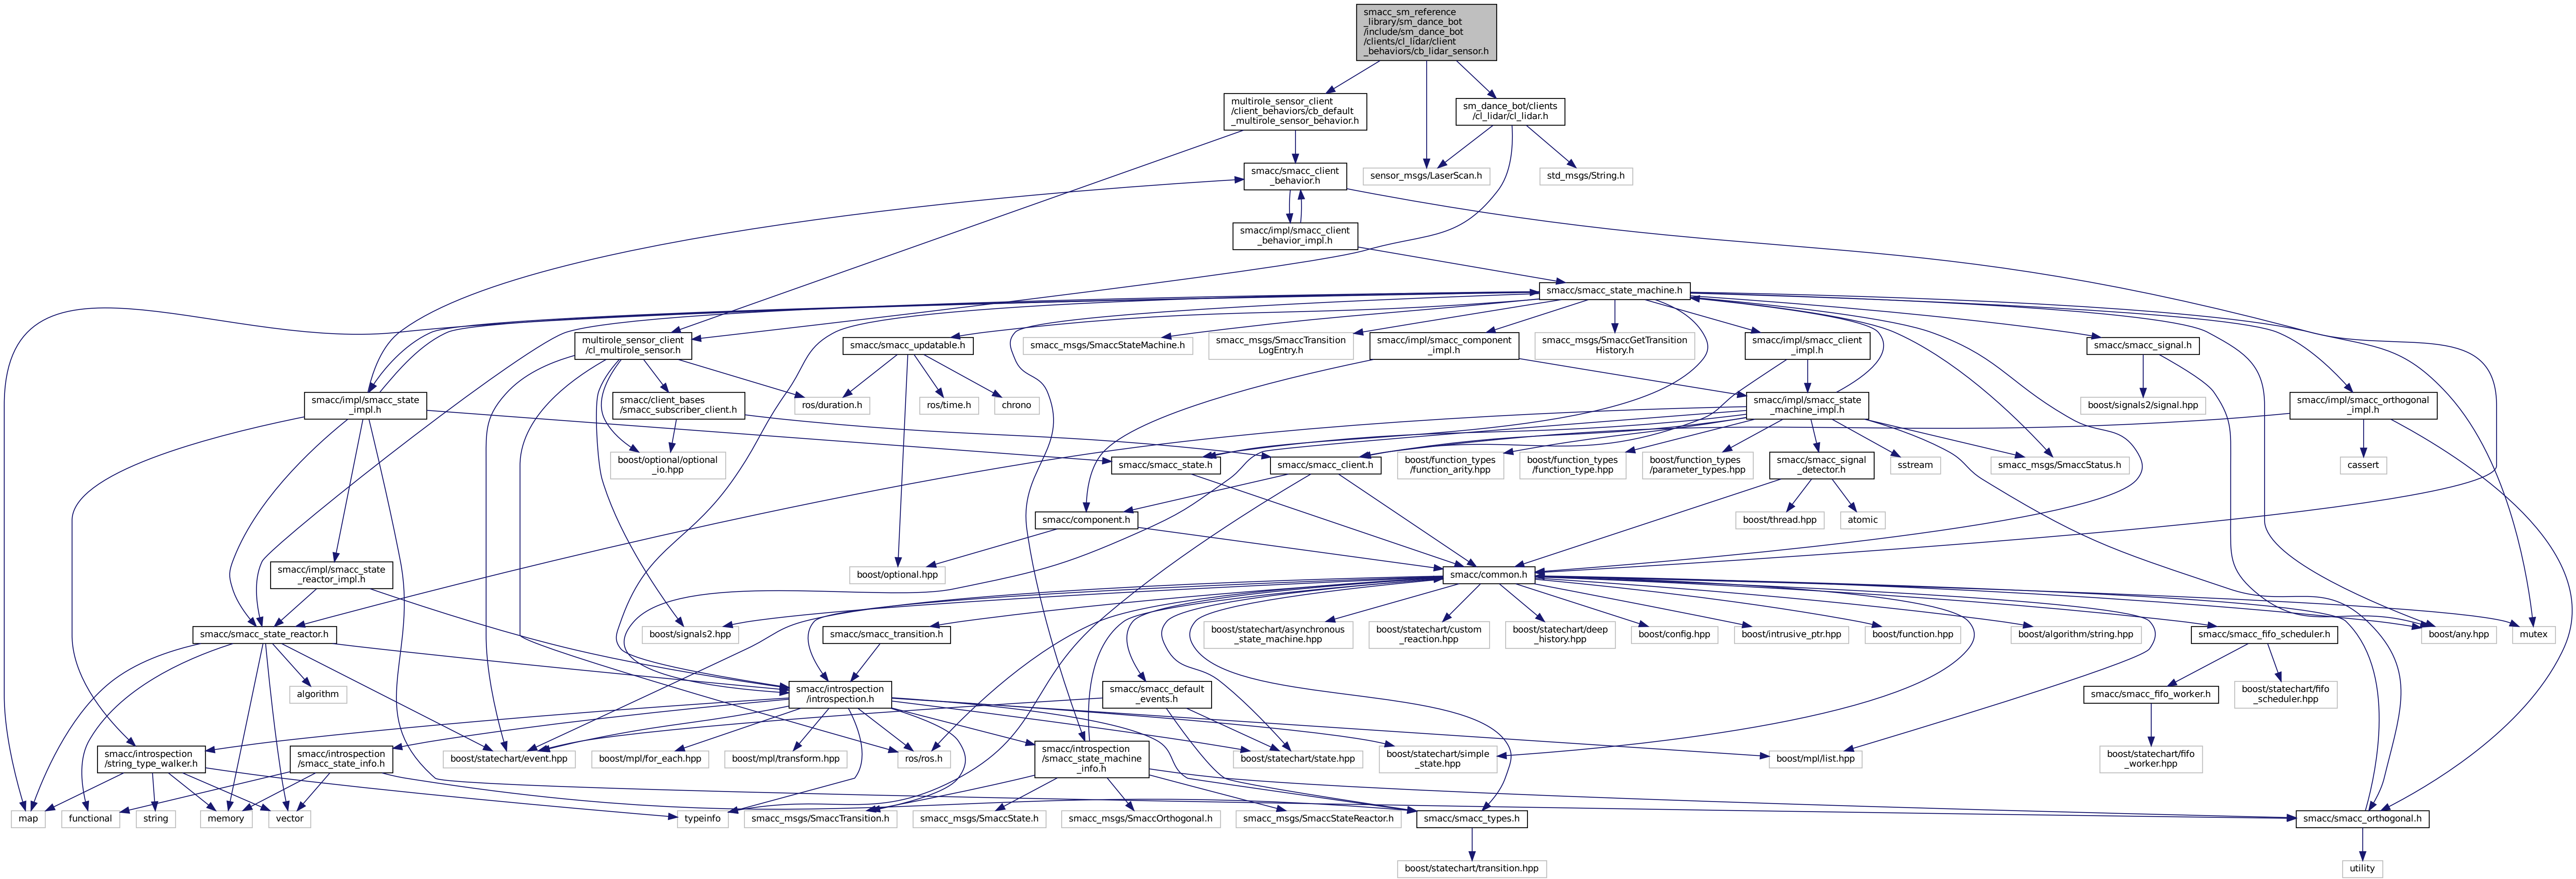 smacc_sm_reference
_library/sm_dance_bot
/include/sm_dance_bot
/clients/cl_lidar/client
_behaviors/cb_lidar_sensor.h
multirole_sensor_client
/client_behaviors/cb_default
_multirole_sensor_behavior.h
sm_dance_bot/clients
/cl_lidar/cl_lidar.h
smacc/smacc_client
_behavior.h
sensor_msgs/LaserScan.h
std_msgs/String.h
smacc/impl/smacc_client
_behavior_impl.h
smacc/smacc_state_machine.h
multirole_sensor_client
/cl_multirole_sensor.h
smacc/smacc_updatable.h
smacc_msgs/SmaccStateMachine.h
smacc_msgs/SmaccTransition
LogEntry.h
smacc/impl/smacc_component
_impl.h
smacc_msgs/SmaccGetTransition
History.h
smacc/impl/smacc_client
_impl.h
smacc/smacc_signal.h
smacc/impl/smacc_state
_impl.h
smacc/client_bases
/smacc_subscriber_client.h
ros/duration.h
ros/time.h
chrono
smacc/impl/smacc_state
_machine_impl.h
boost/signals2/signal.hpp
smacc/impl/smacc_orthogonal
_impl.h
boost/optional/optional
_io.hpp
smacc/smacc_state.h
smacc/smacc_client.h
boost/function_types
/function_arity.hpp
boost/function_types
/function_type.hpp
boost/function_types
/parameter_types.hpp
smacc/smacc_signal
_detector.h
sstream
smacc_msgs/SmaccStatus.h
cassert
smacc/component.h
boost/thread.hpp
atomic
smacc/impl/smacc_state
_reactor_impl.h
boost/optional.hpp
smacc/common.h
smacc/smacc_state_reactor.h
boost/signals2.hpp
smacc/smacc_transition.h
boost/statechart/asynchronous
_state_machine.hpp
boost/statechart/custom
_reaction.hpp
boost/statechart/deep
_history.hpp
boost/config.hpp
boost/intrusive_ptr.hpp
boost/function.hpp
boost/algorithm/string.hpp
smacc/smacc_fifo_scheduler.h
boost/any.hpp
mutex
algorithm
smacc/introspection
/introspection.h
smacc/smacc_default
_events.h
smacc/smacc_fifo_worker.h
boost/statechart/fifo
_scheduler.hpp
smacc/introspection
/string_type_walker.h
smacc/introspection
/smacc_state_info.h
boost/statechart/event.hpp
boost/mpl/for_each.hpp
boost/mpl/transform.hpp
ros/ros.h
smacc/introspection
/smacc_state_machine
_info.h
boost/statechart/state.hpp
boost/statechart/simple
_state.hpp
boost/mpl/list.hpp
boost/statechart/fifo
_worker.hpp
map
functional
string
memory
vector
typeinfo
smacc_msgs/SmaccTransition.h
smacc_msgs/SmaccState.h
smacc_msgs/SmaccOrthogonal.h
smacc_msgs/SmaccStateReactor.h
smacc/smacc_types.h
smacc/smacc_orthogonal.h
boost/statechart/transition.hpp
utility